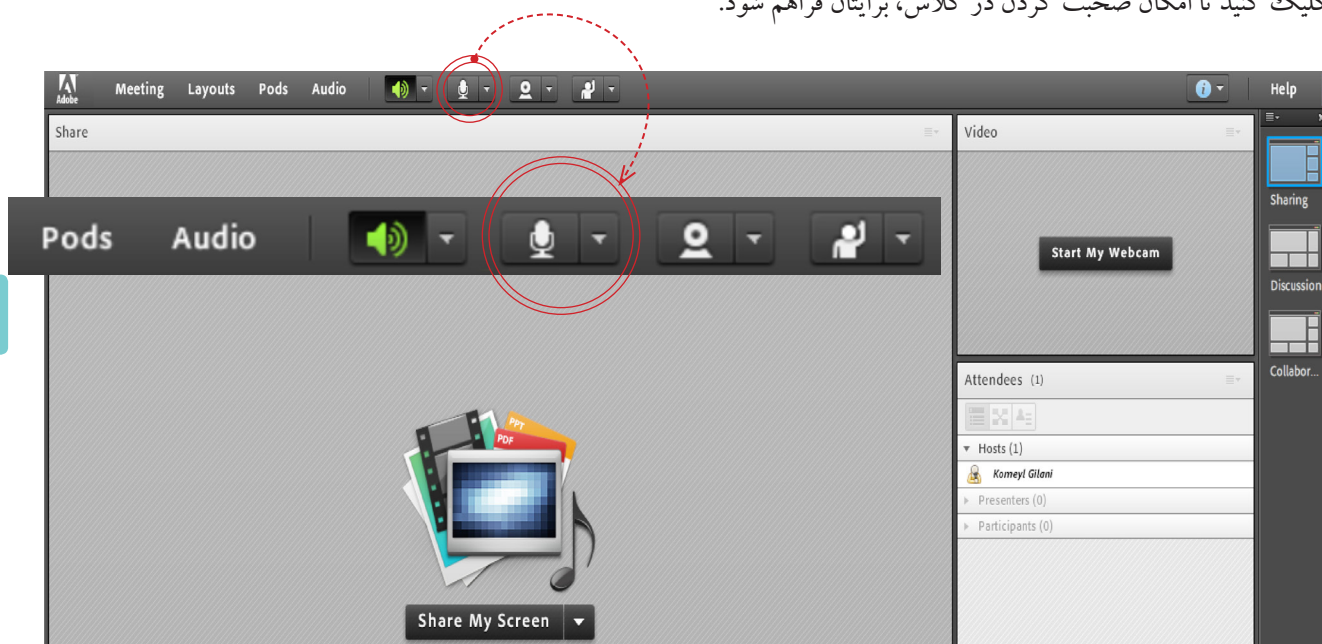 کلیک کنید تا امکان صحبت کردن در کلاس، برایتان فراهم شود.
Adobe Meeting Layouts Pods Audio Help
Share
Video
Pods Audio
Sharing
Start My Webcam
Discussion
Collabor...
Attendees (1)
Hosts (1)
Komeyl Gilani
Presenters (0)
Participants (0)
PPT
PDF
Share My Screen